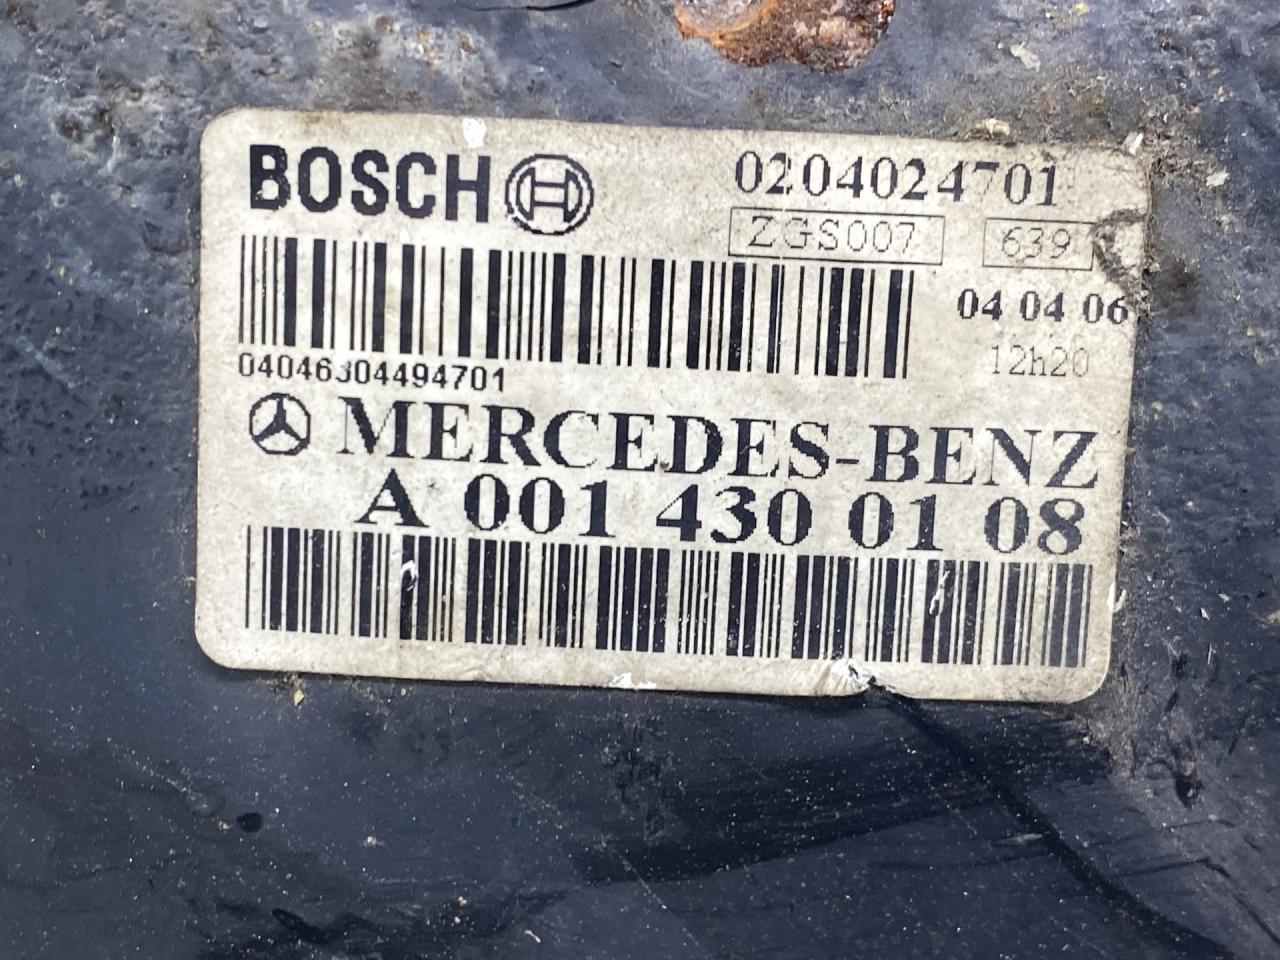 BOSCH 0204024701
ZGS007 639
04 04 06
12h20
04046304494701
MERCEDES-BENZ
A 001 430 01 08